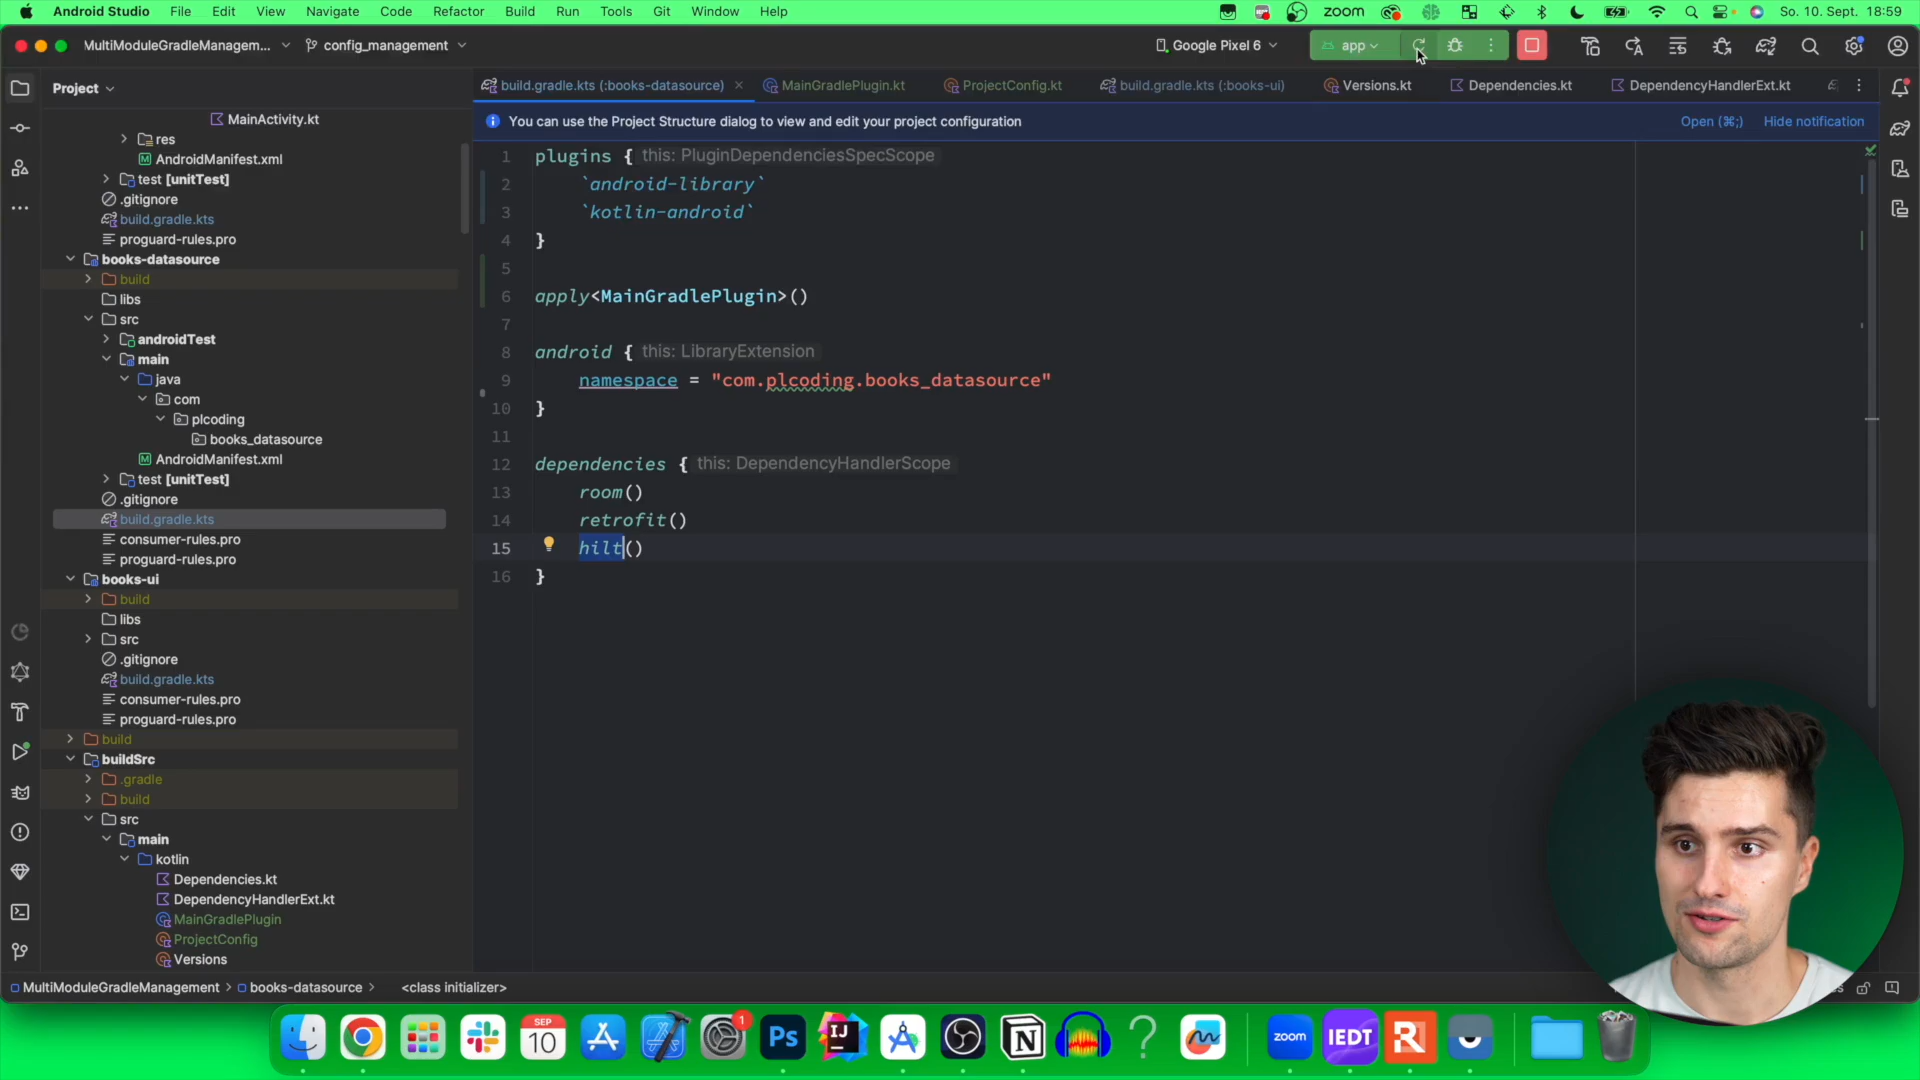 Android Studio File Edit View Navigate Code Refactor Build Run Tools Git Window Help zoom So. 10. Sept. 18:59
MultiModuleGradleManagem... config_management Google Pixel 6 app
Project build.gradle.kts (:books-datasource) MainGradlePlugin.kt ProjectConfig.kt build.gradle.kts (:books-ui) Versions.kt Dependencies.kt DependencyHandlerExt.kt
You can use the Project Structure dialog to view and edit your project configuration Open (⌘;) Hide notification
MainActivity.kt
res
AndroidManifest.xml
test [unitTest]
.gitignore
build.gradle.kts
proguard-rules.pro
books-datasource
build
libs
src
androidTest
main
java
com
plcoding
books_datasource
AndroidManifest.xml
test [unitTest]
.gitignore
build.gradle.kts
consumer-rules.pro
proguard-rules.pro
books-ui
build
libs
src
.gitignore
build.gradle.kts
consumer-rules.pro
proguard-rules.pro
build
buildSrc
.gradle
build
src
main
kotlin
Dependencies.kt
DependencyHandlerExt.kt
MainGradlePlugin
ProjectConfig
Versions
1 plugins { this: PluginDependenciesSpecScope
2 `android-library`
3 `kotlin-android`
4 }
5
6 apply<MainGradlePlugin>()
7
8 android { this: LibraryExtension
9 namespace = "com.plcoding.books_datasource"
10 }
11
12 dependencies { this: DependencyHandlerScope
13 room()
14 retrofit()
15 hilt()
16 }
MultiModuleGradleManagement > books-datasource > <class initializer>
SEP
10
1
Ps
IJ
zoom
IEDT
R